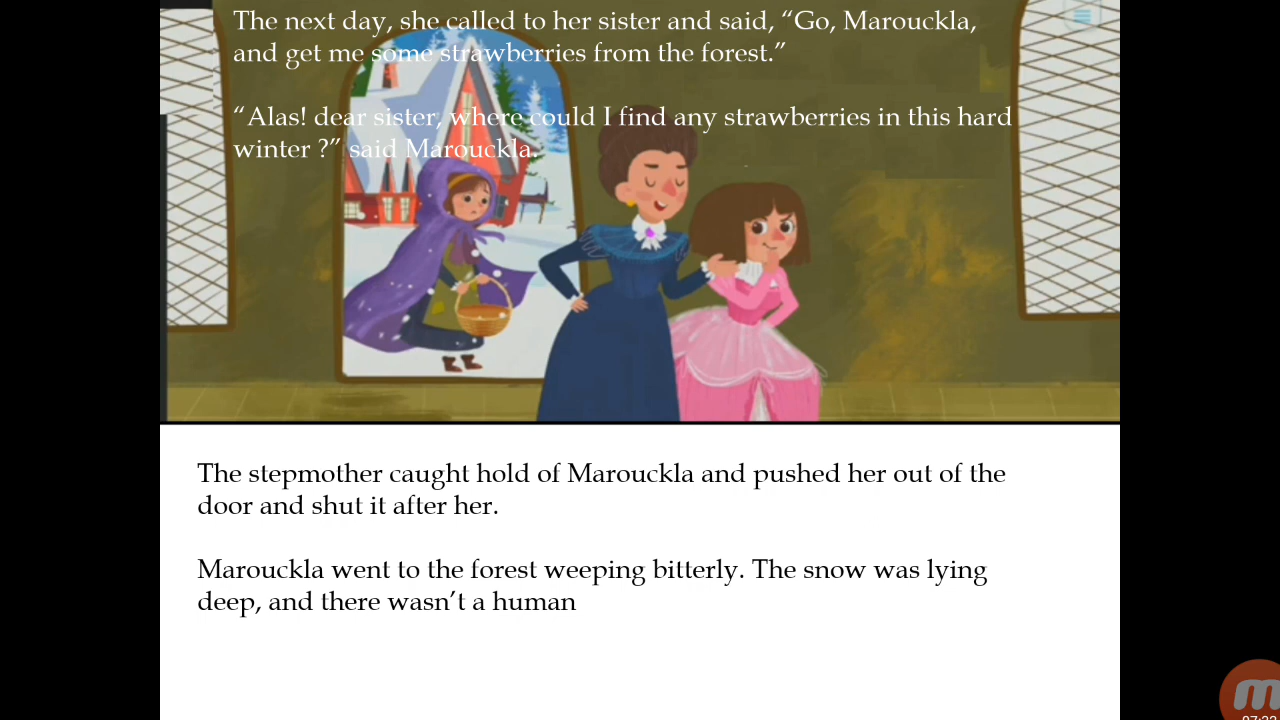 The next day, she called to her sister and said, “Go, Marouckla,
and get me some strawberries from the forest.”
“Alas! dear sister, where could I find any strawberries in this hard
winter ?” said Marouckla.
The stepmother caught hold of Marouckla and pushed her out of the
door and shut it after her.
Marouckla went to the forest weeping bitterly. The snow was lying
deep, and there wasn’t a human